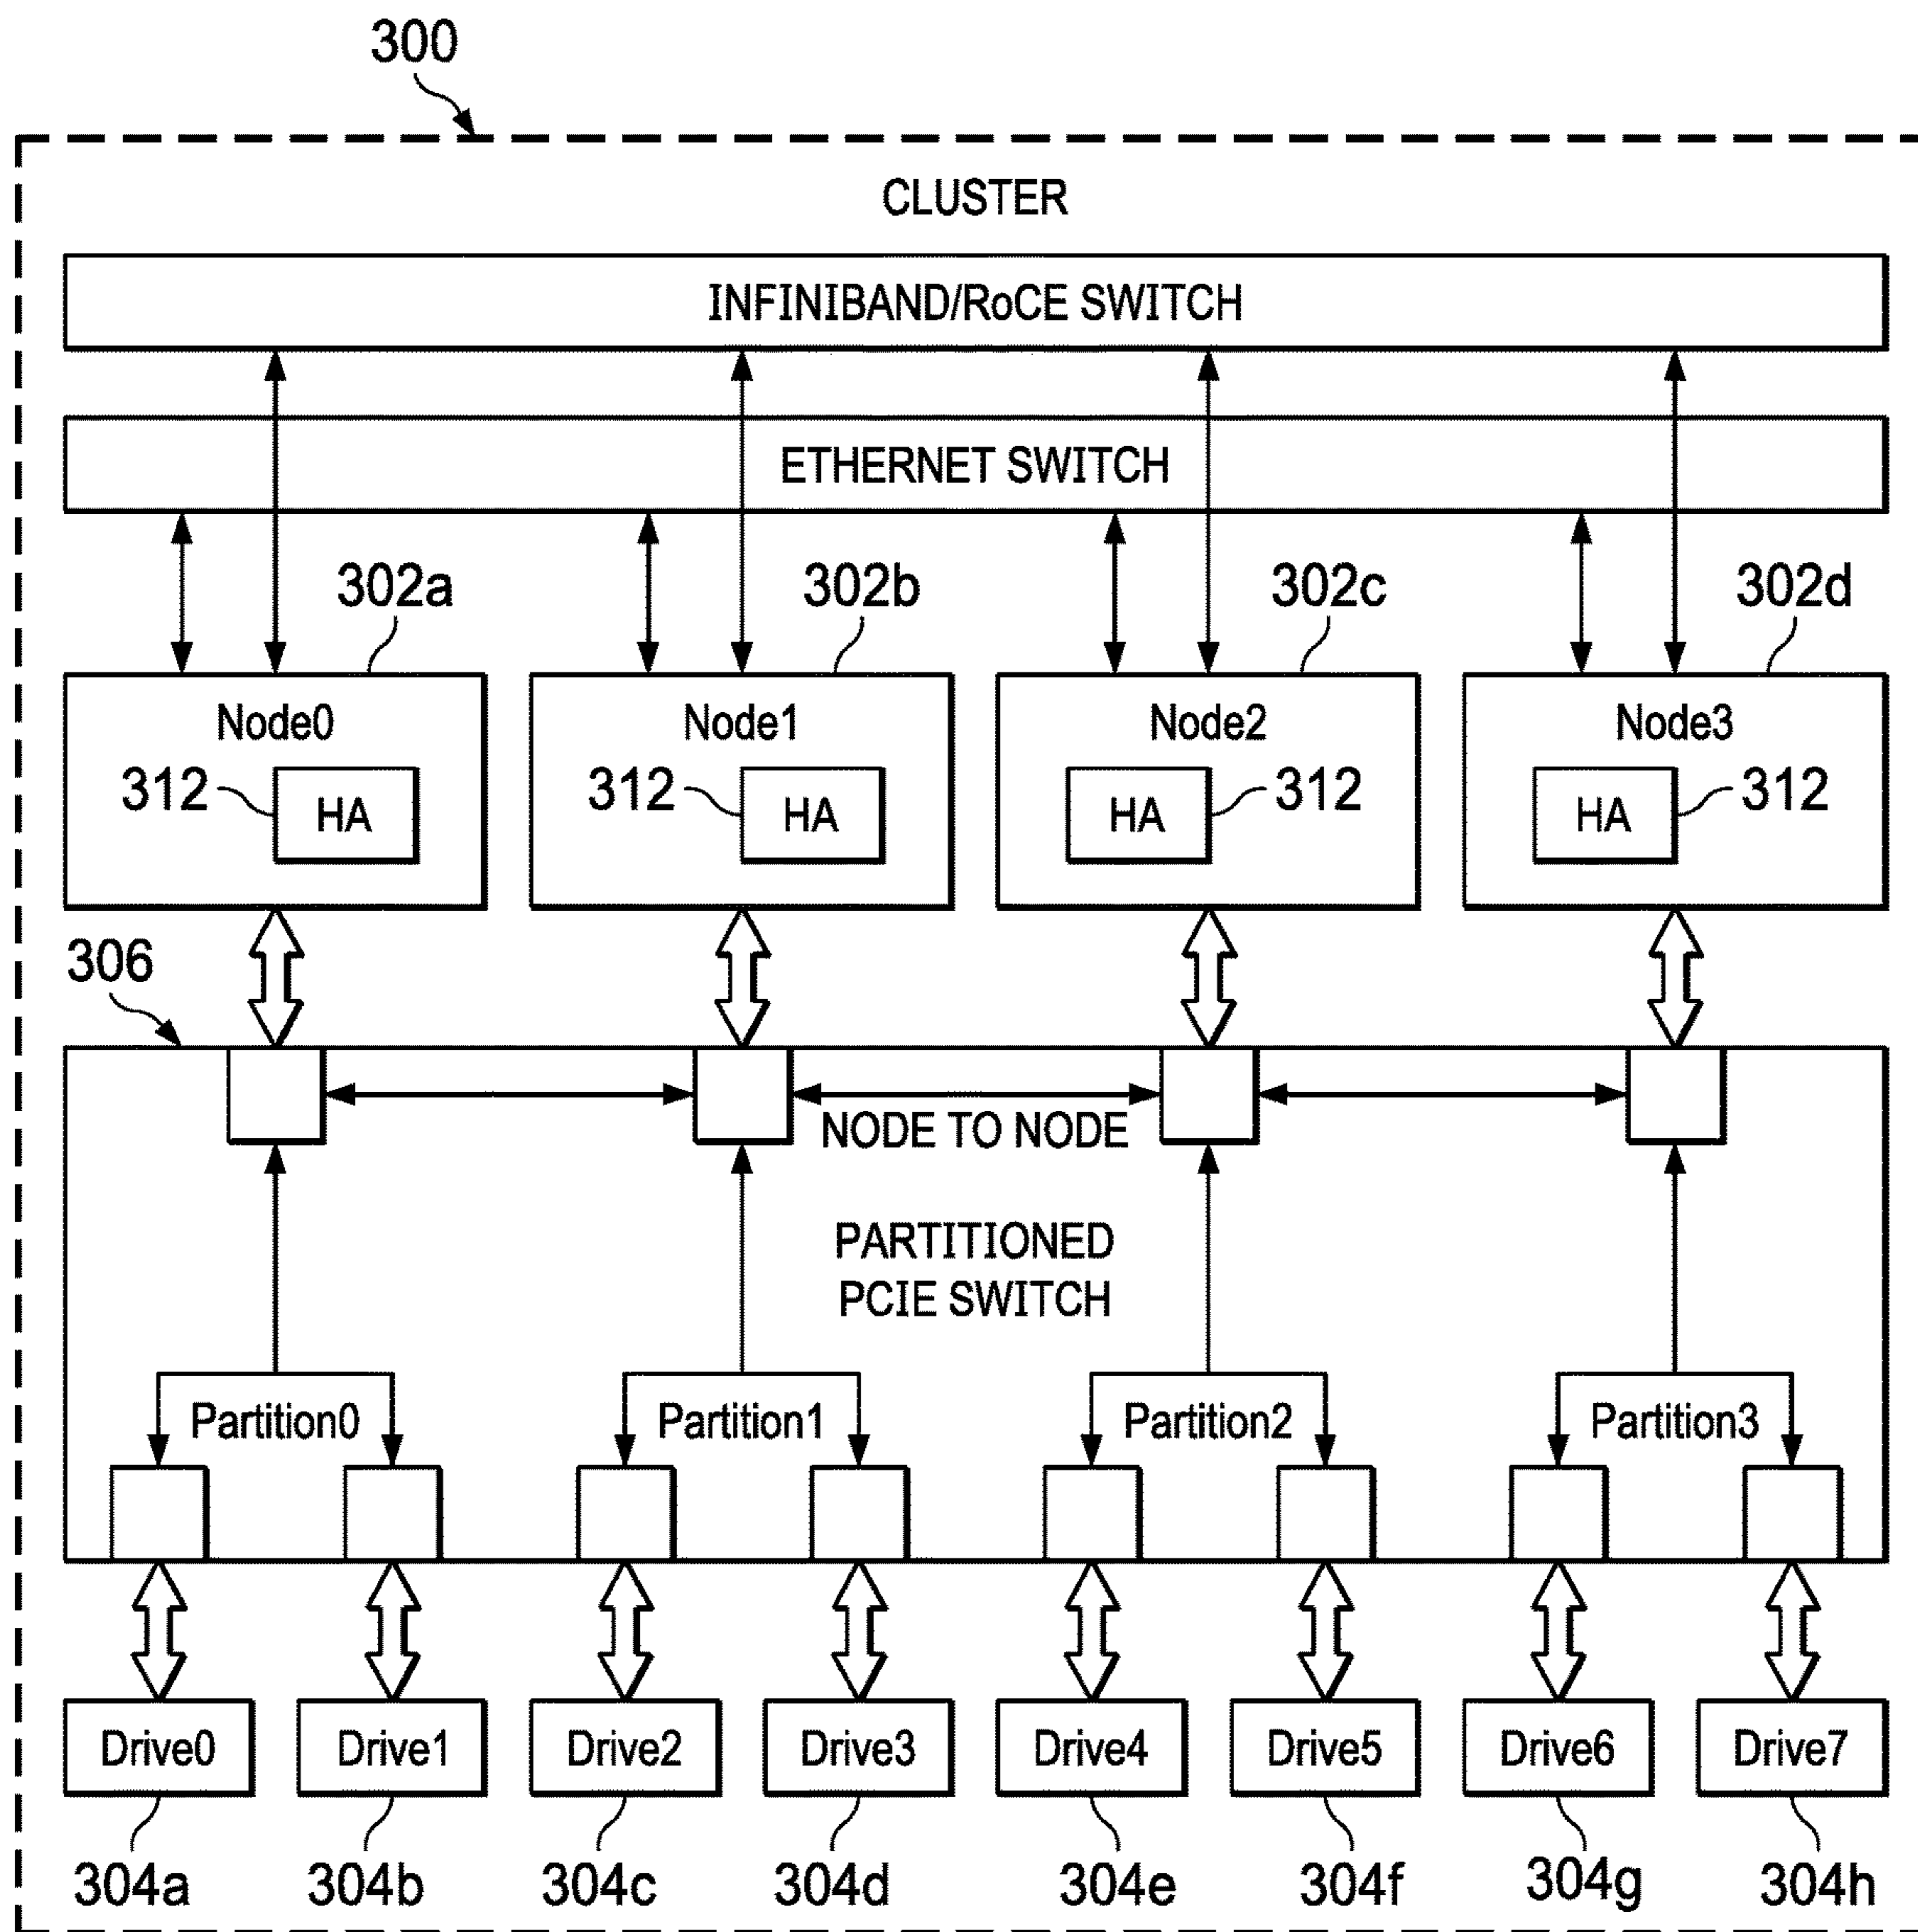 300
CLUSTER
INFINIBAND/RoCE SWITCH
ETHERNET SWITCH
302a 302b 302c 302d
Node0 Node1 Node2 Node3
312 HA 312 HA HA 312 HA 312
306
NODE TO NODE
PARTITIONED
PCIE SWITCH
Partition0 Partition1 Partition2 Partition3
Drive0 Drive1 Drive2 Drive3 Drive4 Drive5 Drive6 Drive7
304a 304b 304c 304d 304e 304f 304g 304h